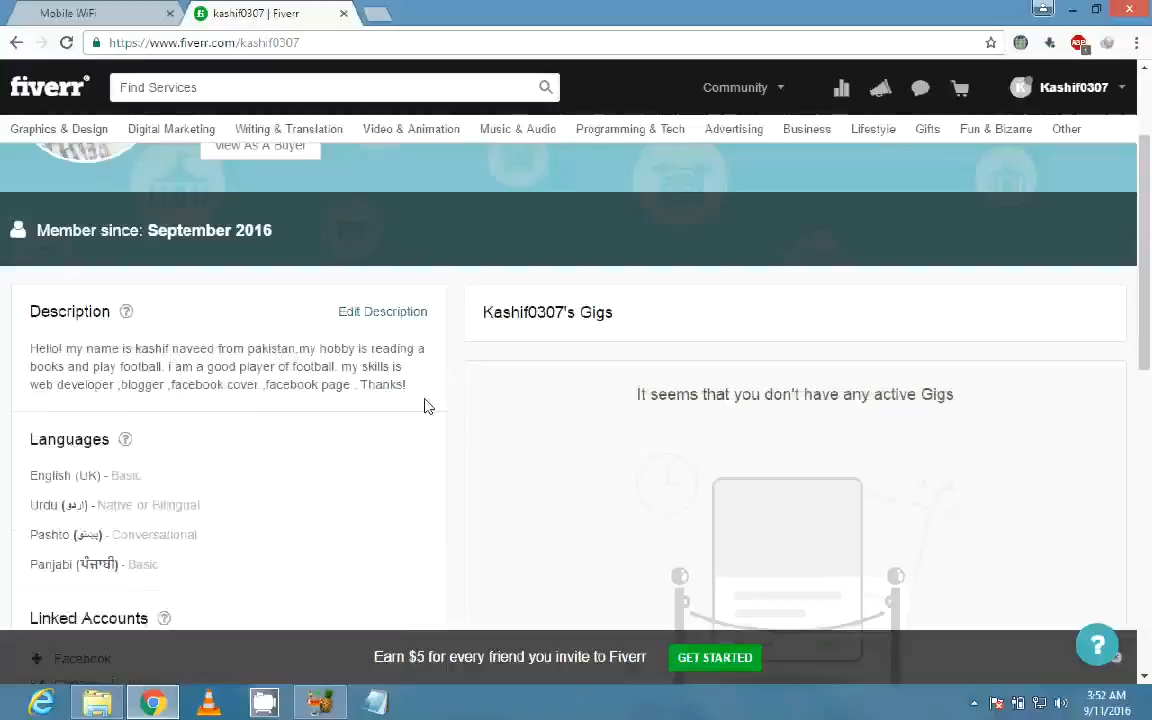 Mobile WiFi
kashif0307 | Fiverr
https://www.fiverr.com/kashif0307
fiverr®
Find Services
Community
Kashif0307
Graphics & Design Digital Marketing Writing & Translation Video & Animation Music & Audio Programming & Tech Advertising Business Lifestyle Gifts Fun & Bizarre Other
View As A Buyer
Member since: September 2016
Description
Edit Description
Hello! my name is kashif naveed from pakistan.my hobby is reading a
books and play football. i am a good player of football. my skills is
web developer ,blogger ,facebook cover ,facebook page . Thanks!
Languages
English (UK) - Basic
Urdu (اردو) - Native or Bilingual
Pashto (پښتو) - Conversational
Panjabi (ਪੰਜਾਬੀ) - Basic
Linked Accounts
Facebook
Kashif0307's Gigs
It seems that you don't have any active Gigs
Earn $5 for every friend you invite to Fiverr GET STARTED
3:52 AM
9/11/2016